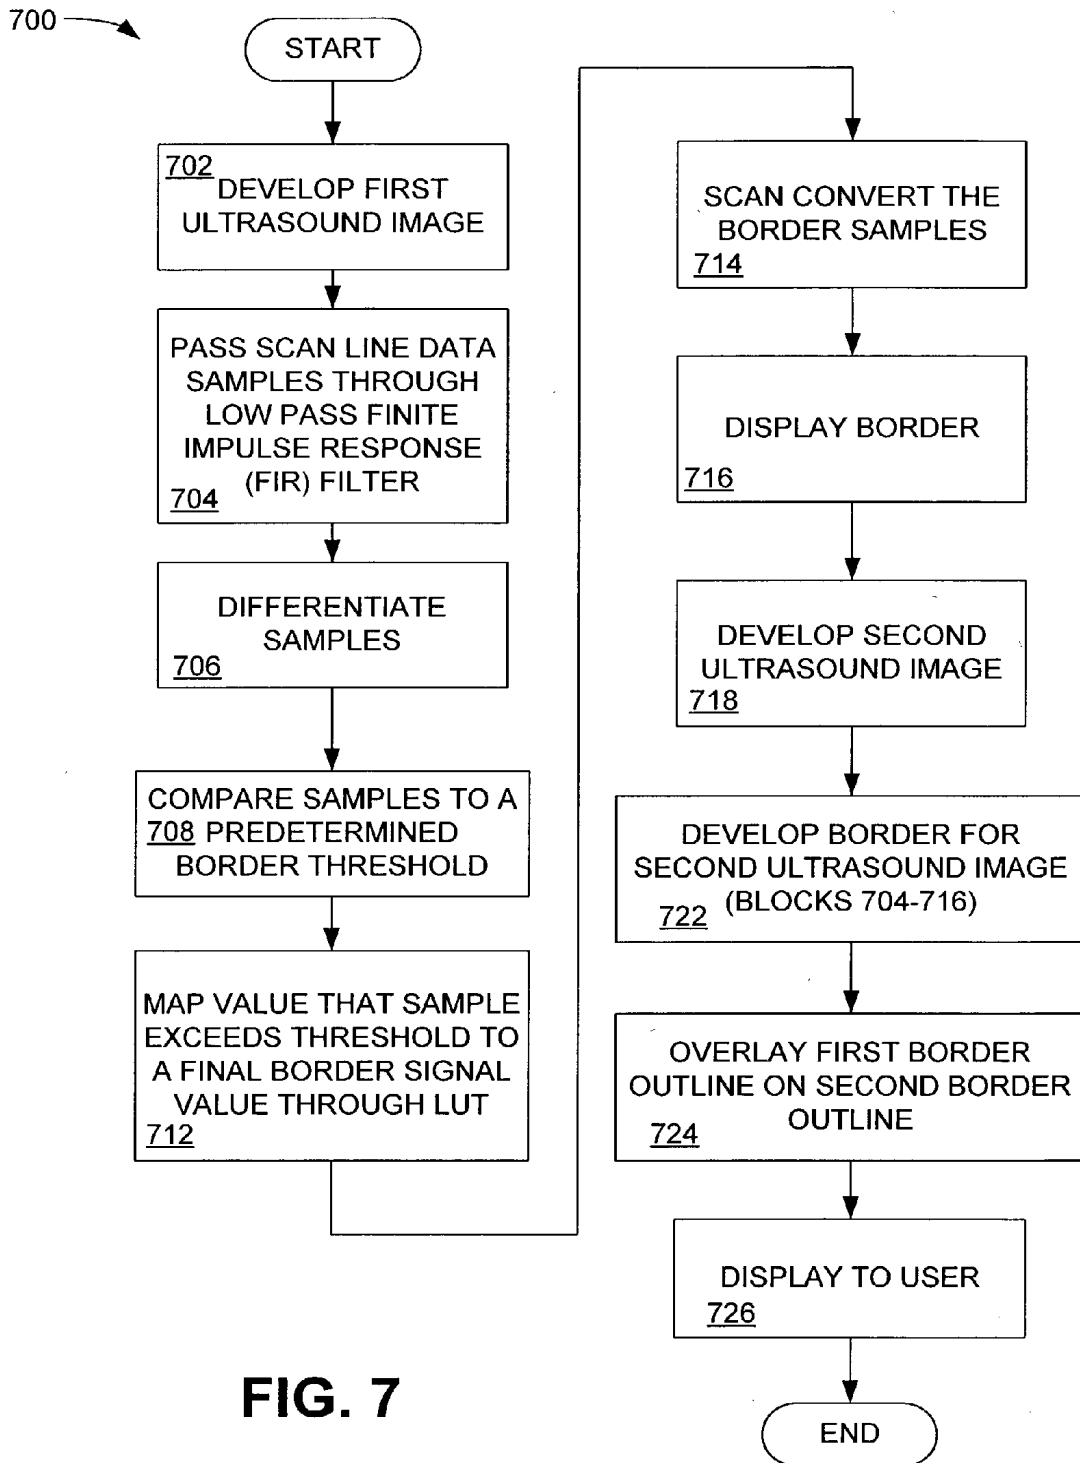 700
START
702
DEVELOP FIRST
ULTRASOUND IMAGE
PASS SCAN LINE DATA
SAMPLES THROUGH
LOW PASS FINITE
IMPULSE RESPONSE
(FIR) FILTER
704
DIFFERENTIATE
SAMPLES
706
COMPARE SAMPLES TO A
708 PREDETERMINED
BORDER THRESHOLD
MAP VALUE THAT SAMPLE
EXCEEDS THRESHOLD TO
A FINAL BORDER SIGNAL
VALUE THROUGH LUT
712
SCAN CONVERT THE
BORDER SAMPLES
714
DISPLAY BORDER
716
DEVELOP SECOND
ULTRASOUND IMAGE
718
DEVELOP BORDER FOR
SECOND ULTRASOUND IMAGE
(BLOCKS 704-716)
722
OVERLAY FIRST BORDER
OUTLINE ON SECOND BORDER
OUTLINE
724
DISPLAY TO USER
726
END
FIG. 7